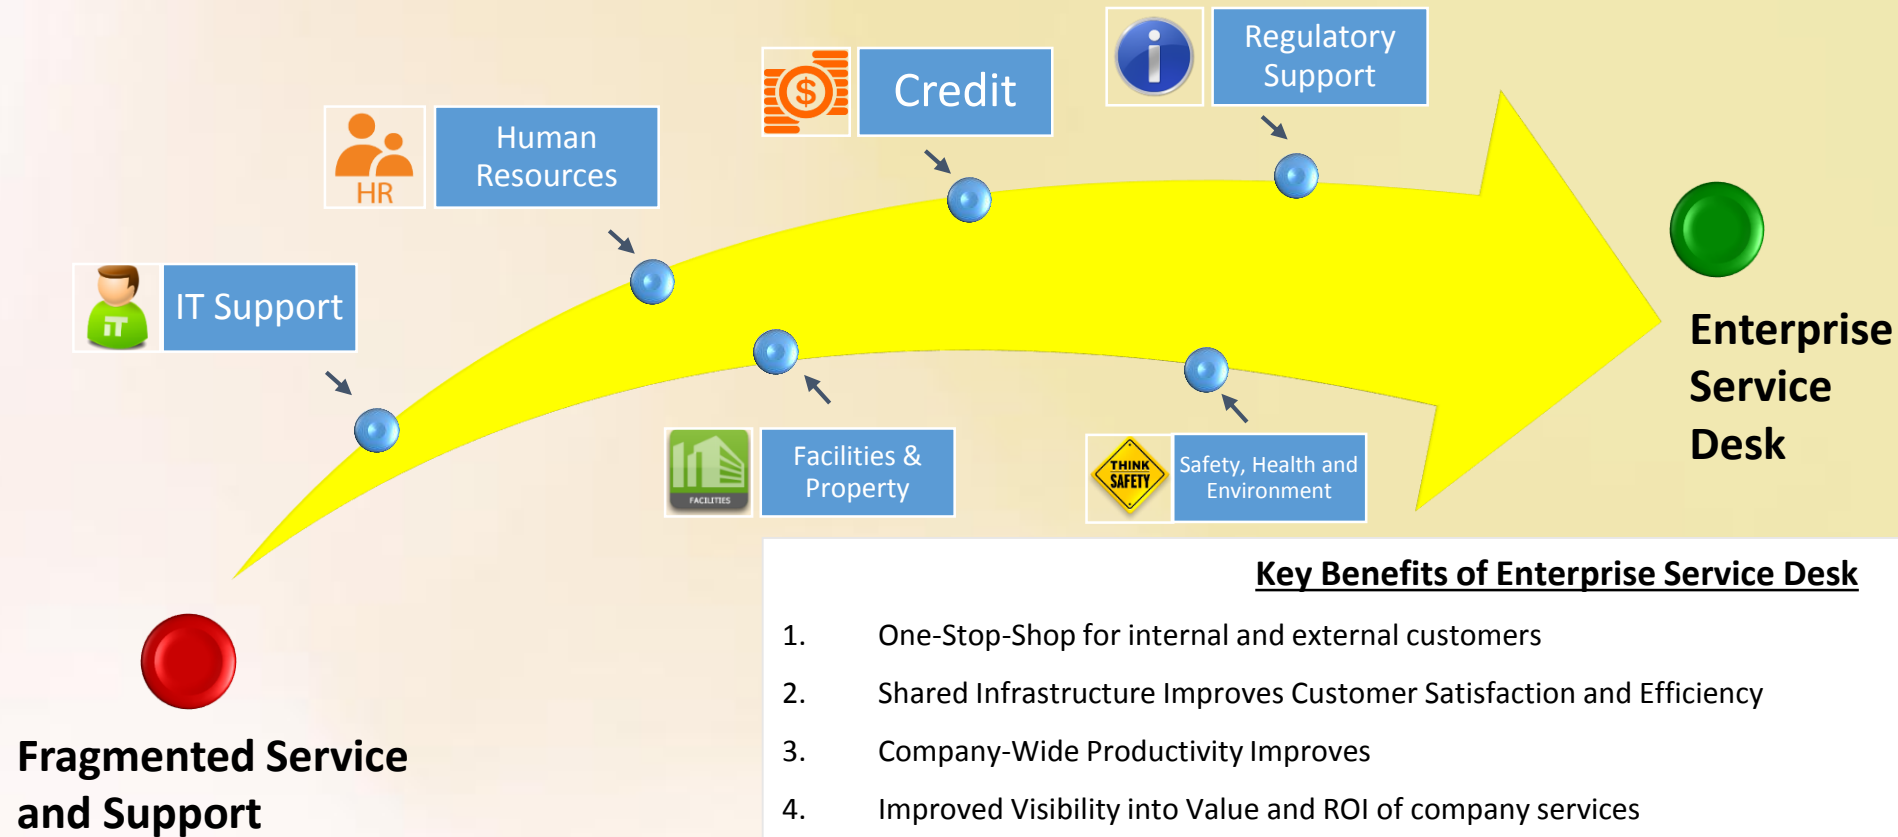 Regulatory
Support
Credit
Human
Resources
HR
IT Support
iT
Enterprise
Service
Desk
Facilities &
Property
FACILITIES
THINK
SAFETY
Safety, Health and
Environment
Key Benefits of Enterprise Service Desk
1. One-Stop-Shop for internal and external customers
2. Shared Infrastructure Improves Customer Satisfaction and Efficiency
3. Company-Wide Productivity Improves
4. Improved Visibility into Value and ROI of company services
Fragmented Service
and Support